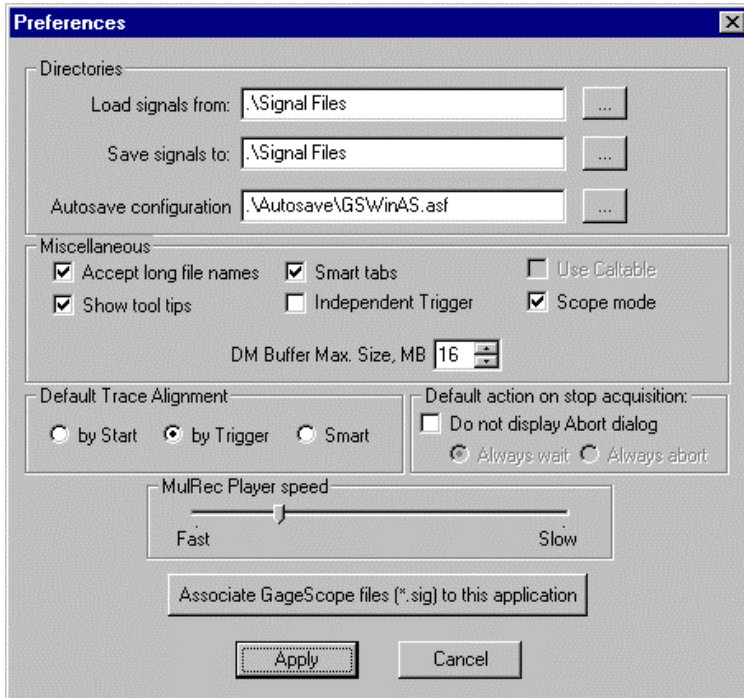 Preferences
Directories
Load signals from: .\Signal Files ...
Save signals to: .\Signal Files ...
Autosave configuration .\Autosave\GSWinAS.asf ...
Miscellaneous
Accept long file names Smart tabs Use Caltable
Show tool tips Independent Trigger Scope mode
DM Buffer Max. Size, MB 16
Default Trace Alignment Default action on stop acquisition:
by Start by Trigger Smart Do not display Abort dialog
Always wait Always abort
MulRec Player speed
Fast Slow
Associate GageScope files (*.sig) to this application
Apply Cancel